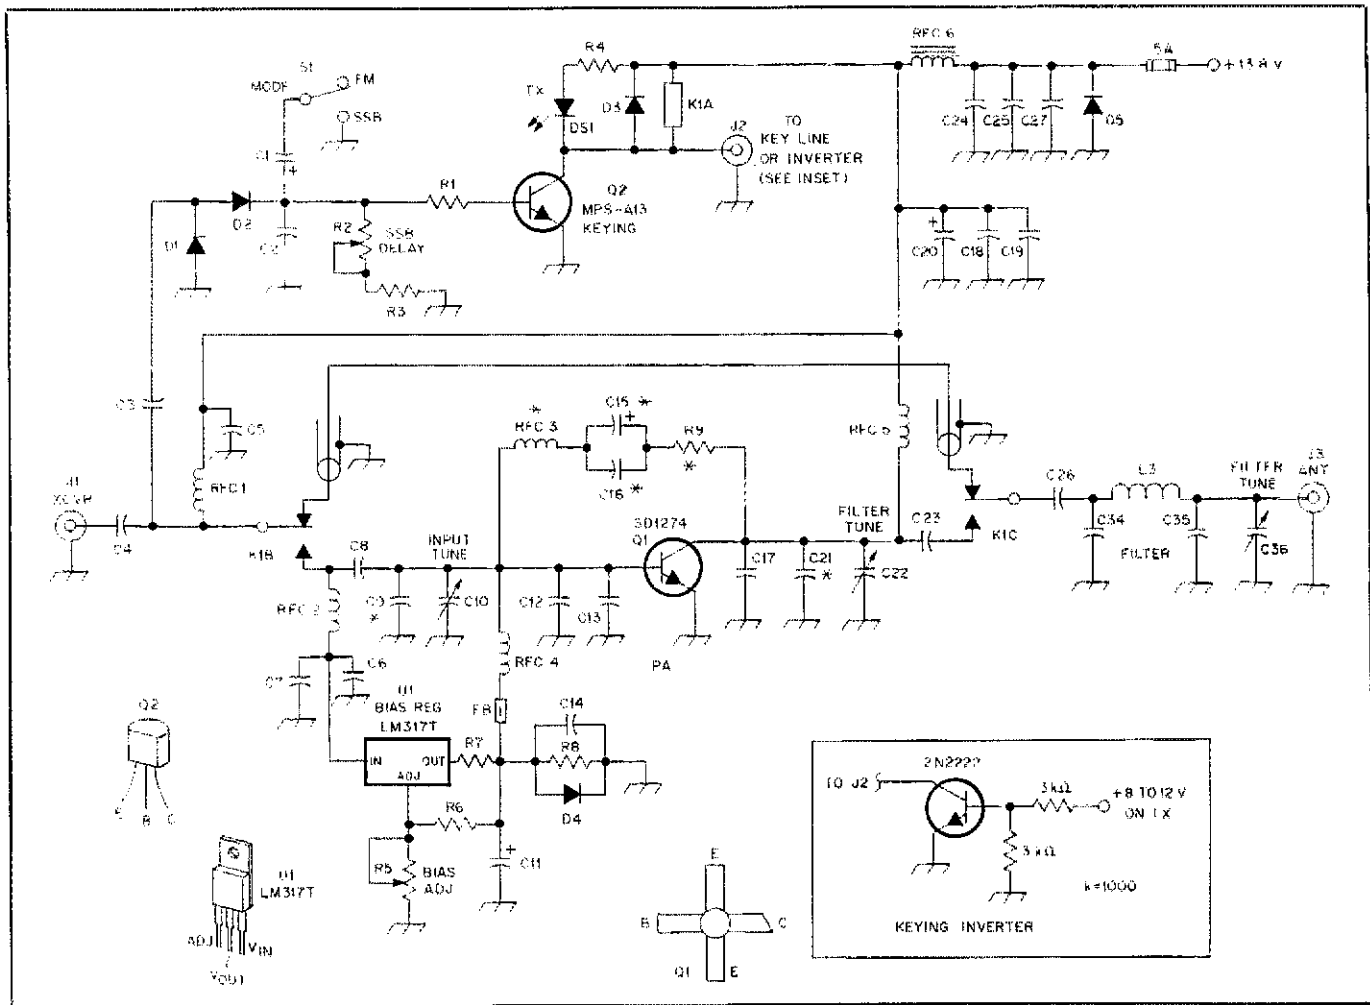 RFC 6
5A
+13.8 V
R4
S1
FM
MODE
SSB
TX
DS1
D3
K1A
J2
TO
KEY LINE
OR INVERTER
(SEE INSET)
C24
C25
C27
D5
C1
+
D2
R1
Q2
MPS-A13
KEYING
D1
C2
R2
SSB
DELAY
R3
+
C20
C18
C19
C3
C5
RFC 1
*
RFC 3
C15
*
+
R9
*
C16
*
RFC 5
J1
XCVR
C4
K1B
C8
INPUT
TUNE
SD1274
Q1
FILTER
TUNE
C23
K1C
C26
L3
FILTER
TUNE
J3
ANT
C34
FILTER
C35
C36
RFC 2
C9
*
C10
C12
C13
C17
C21
*
C22
RFC 4
PA
C7
C6
U1
BIAS REG
LM317T
FB
C14
Q2
IN
OUT
ADJ
R7
R8
D4
E
B
C
R6
R5
BIAS
ADJ
+
C11
U1
LM317T
ADJ
VIN
VOUT
E
B
C
Q1
E
2N2222
TO J2
3kΩ
+8 TO 12 V
ON TX
3kΩ
k=1000
KEYING INVERTER